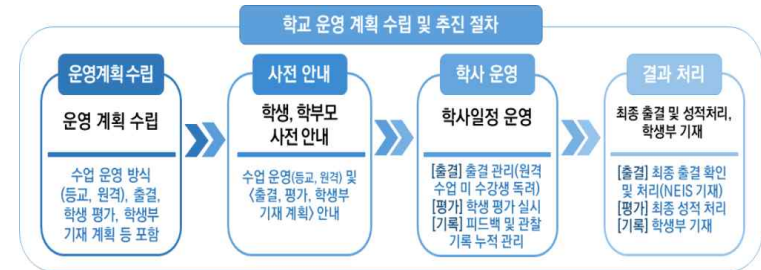 학교 운영 계획 수립 및 추진 절차
운영계획 수립
운영 계획 수립
수업 운영 방식
(등교, 원격), 출결,
학생 평가, 학생부
기재 계획 등 포함
사전 안내
학생, 학부모
사전 안내
수업 운영(등교, 원격) 및
〈출결, 평가, 학생부
기재 계획〉 안내
학사 운영
학사일정 운영
[출결] 출결 관리(원격
수업 미 수강생 독려)
[평가] 학생 평가 실시
[기록] 피드백 및 관찰
기록 누적 관리
결과 처리
최종 출결 및 성적처리,
학생부 기재
[출결] 최종 출결 확인
및 처리(NEIS 기재)
[평가] 최종 성적 처리
[기록] 학생부 기재